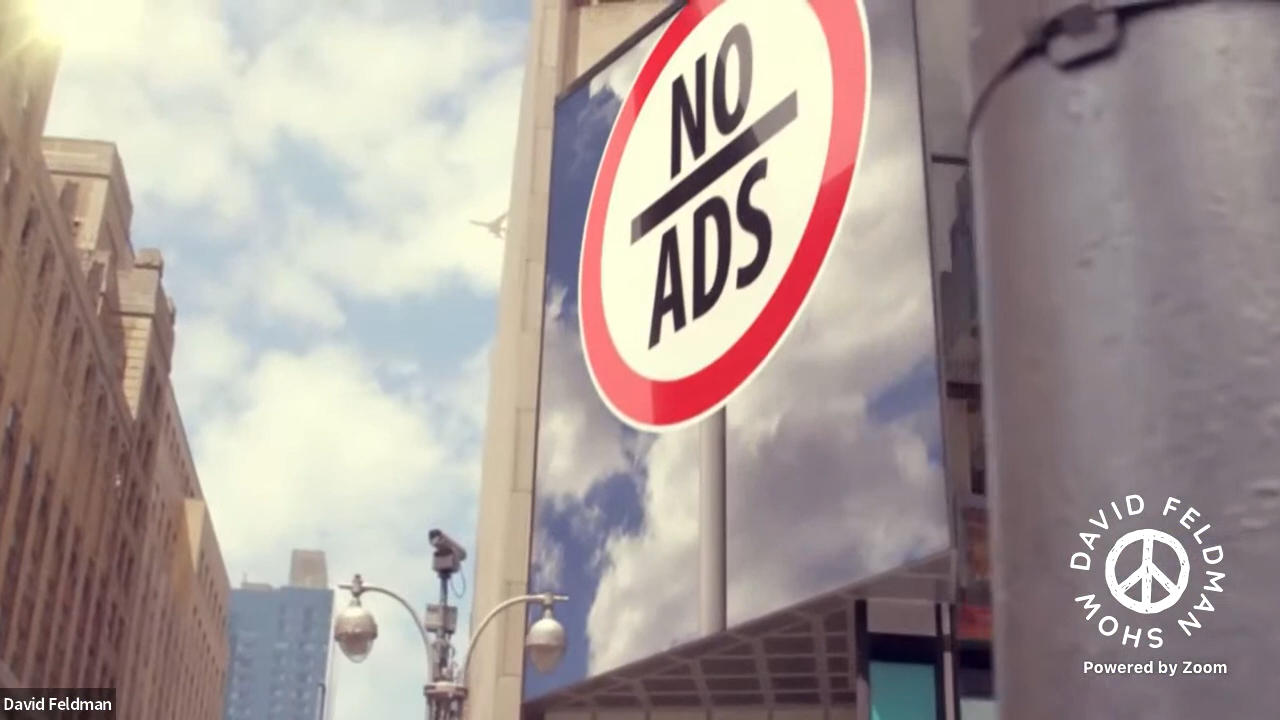 NO
ADS
DAVID FELDMAN SHOW
Powered by Zoom
David Feldman